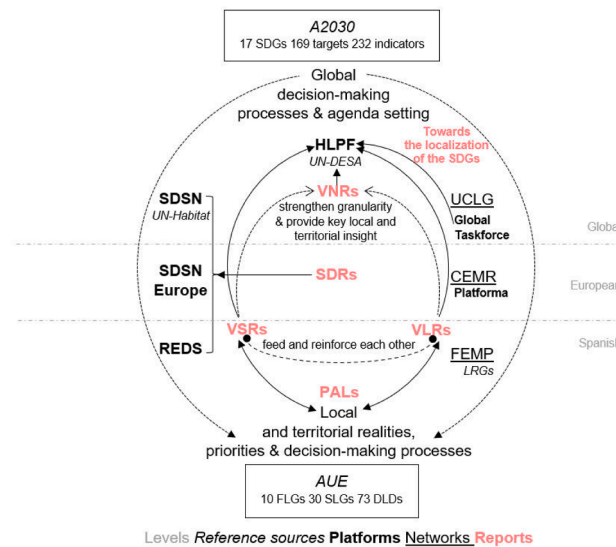 A2030
17 SDGs 169 targets 232 indicators
Global
decision-making
processes & agenda setting
HLPF
UN-DESA
Towards
the localization
of the SDGs
VNRs
strengthen granularity
& provide key local and
territorial insight
SDSN
UN-Habitat
UCLG
Global
Taskforce
Global
SDSN
Europe
SDRs
CEMR
Platforma
European
VSRs
VLRs
feed and reinforce each other
REDS
FEMP
LRGs
Spanish
PALs
Local
and territorial realities,
priorities & decision-making processes
AUE
10 FLGs 30 SLGs 73 DLDs
Levels Reference sources Platforms Networks Reports